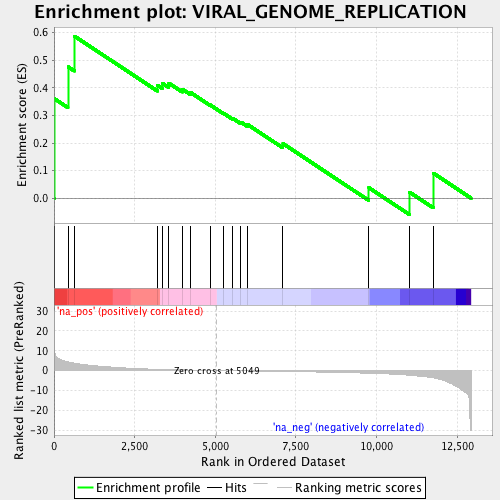 Enrichment plot: VIRAL_GENOME_REPLICATION
Enrichment score (ES)
0.6
0.5
0.4
0.3
0.2
0.1
0.0
'na_pos' (positively correlated)
Ranked list metric (PreRanked)
30
20
10
0
-10
-20
-30
Zero cross at 5049
'na_neg' (negatively correlated)
0
2,500
5,000
7,500
10,000
12,500
Rank in Ordered Dataset
Enrichment profile
Hits
Ranking metric scores